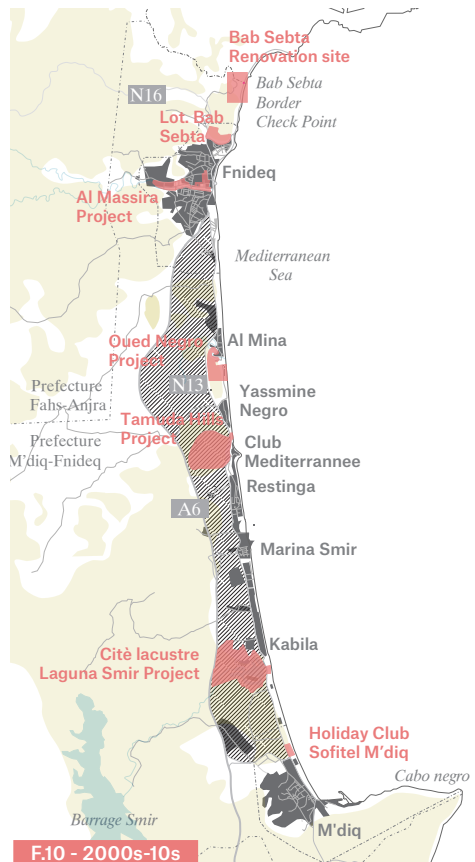 Bab Sebta
Renovation site
N16
Bab Sebta
Border
Check Point
Lot. Bab
Sebta
Fnideq
Al Massira
Project
Mediterranean
Sea
Al Mina
Oued Negro
Project
N13
Prefecture
Fahs-Anjra
Yassmine
Negro
Tamuda Hills
Project
Prefecture
M'diq-Fnideq
Club
Mediterrannee
Restinga
A6
Marina Smir
Kabila
Citè lacustre
Laguna Smir Project
Holiday Club
Sofitel M'diq
Cabo negro
Barrage Smir
M'diq
F.10 - 2000s-10s